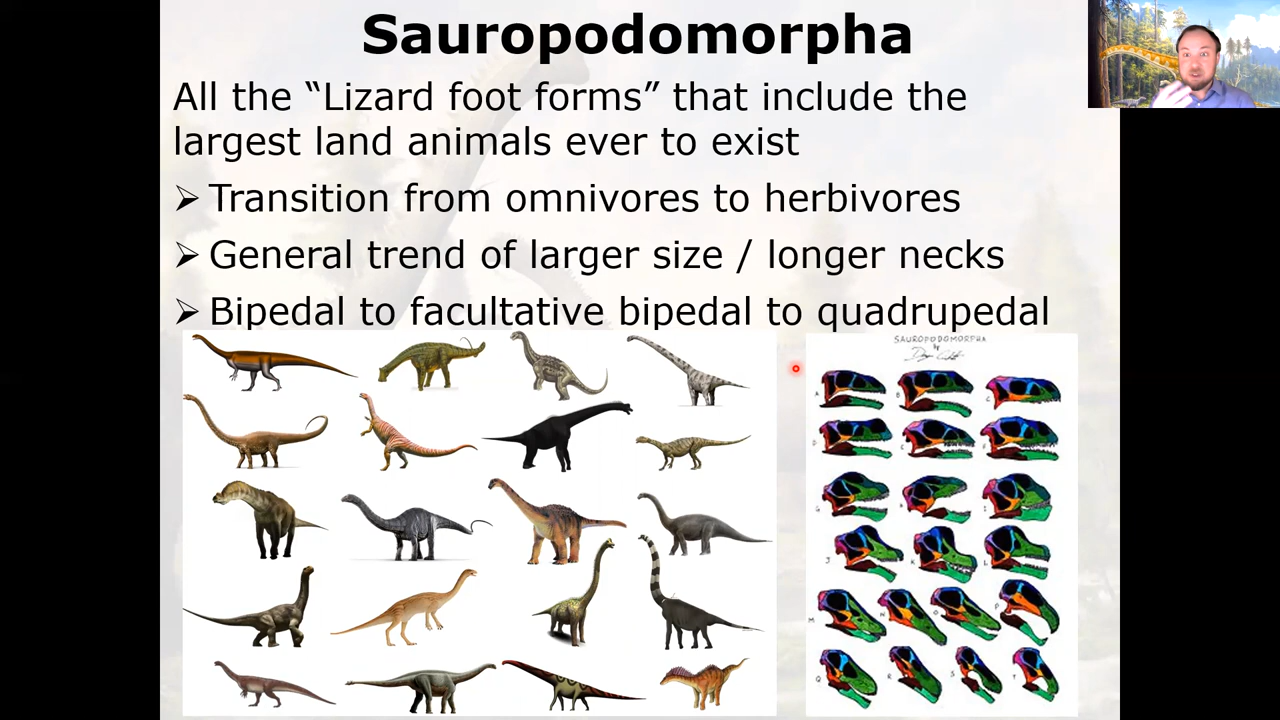 Sauropodomorpha
All the “Lizard foot forms” that include the
largest land animals ever to exist
➢ Transition from omnivores to herbivores
➢ General trend of larger size / longer necks
➢ Bipedal to facultative bipedal to quadrupedal
SAUROPODOMORPHA
by
A
B
C
D
E
F
G
H
I
J
K
L
M
N
O
P
Q
R
S
T